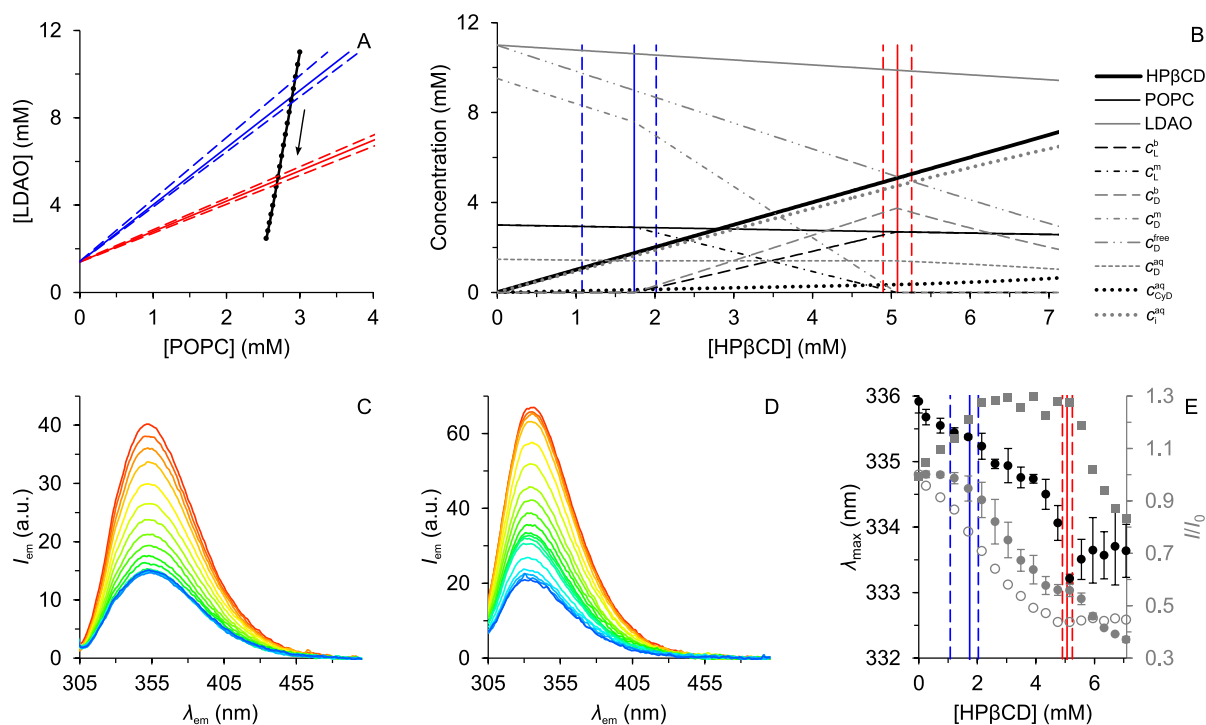 A
[LDAO] (mM)
12
8
4
0
0 1 2 3 4
[POPC] (mM)
B
Concentration (mM)
12
9
6
3
0
0 1 2 3 4 5 6 7
[HPβCD] (mM)
HPβCD
POPC
LDAO
c_L^b
c_L^m
c_D^b
c_D^m
c_D^free
c_D^aq
c_CyD^aq
c_i^aq
C
I_em (a.u.)
40
30
20
10
0
305 355 405 455
λ_em (nm)
D
I_em (a.u.)
60
40
20
0
305 355 405 455
λ_em (nm)
E
λ_max (nm)
336
335
334
333
332
1.3
1.1
0.9
0.7
0.5
0.3
I/I_0
0 2 4 6
[HPβCD] (mM)